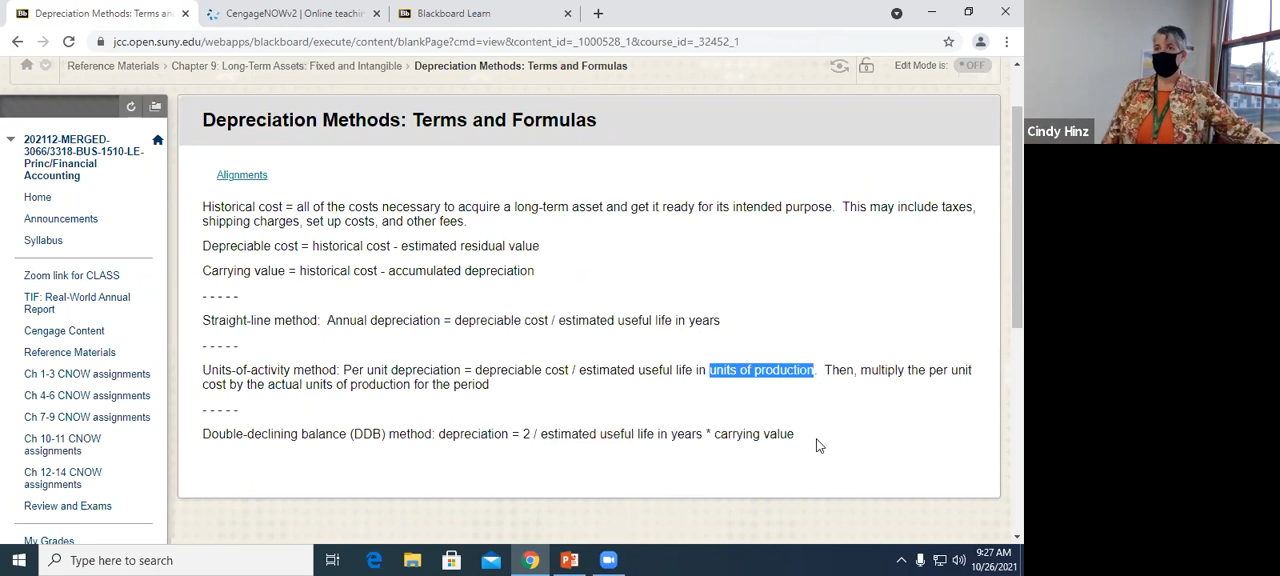 Depreciation Methods: Terms and
CengageNOWv2 | Online teachin
Blackboard Learn
jcc.open.suny.edu/webapps/blackboard/execute/content/blankPage?cmd=view&content_id=_1000528_1&course_id=_32452_1
Reference Materials > Chapter 9: Long-Term Assets: Fixed and Intangible > Depreciation Methods: Terms and Formulas
Edit Mode is: OFF
Cindy Hinz
202112-MERGED-
3066/3318-BUS-1510-LE-
Princ/Financial
Accounting
Home
Announcements
Syllabus
Zoom link for CLASS
TIF: Real-World Annual
Report
Cengage Content
Reference Materials
Ch 1-3 CNOW assignments
Ch 4-6 CNOW assignments
Ch 7-9 CNOW assignments
Ch 10-11 CNOW
assignments
Ch 12-14 CNOW
assignments
Review and Exams
My Grades
Depreciation Methods: Terms and Formulas
Alignments
Historical cost = all of the costs necessary to acquire a long-term asset and get it ready for its intended purpose. This may include taxes,
shipping charges, set up costs, and other fees.
Depreciable cost = historical cost - estimated residual value
Carrying value = historical cost - accumulated depreciation
- - - - -
Straight-line method: Annual depreciation = depreciable cost / estimated useful life in years
- - - - -
Units-of-activity method: Per unit depreciation = depreciable cost / estimated useful life in units of production. Then, multiply the per unit
cost by the actual units of production for the period
- - - - -
Double-declining balance (DDB) method: depreciation = 2 / estimated useful life in years * carrying value
Type here to search
9:27 AM
10/26/2021